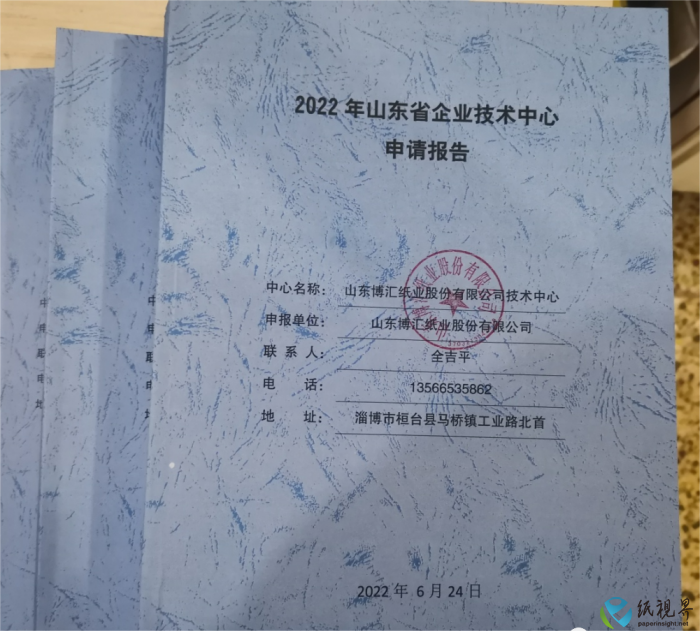 2022 年山东省企业技术中心
申请报告
中心名称： 山东博汇纸业股份有限公司技术中心
申报单位： 山东博汇纸业股份有限公司
联 系 人： 全吉平
电 话： 13566535862
地 址： 淄博市桓台县马桥镇工业路北首
2022 年 6 月 24 日
纸视界
paperinsight.net